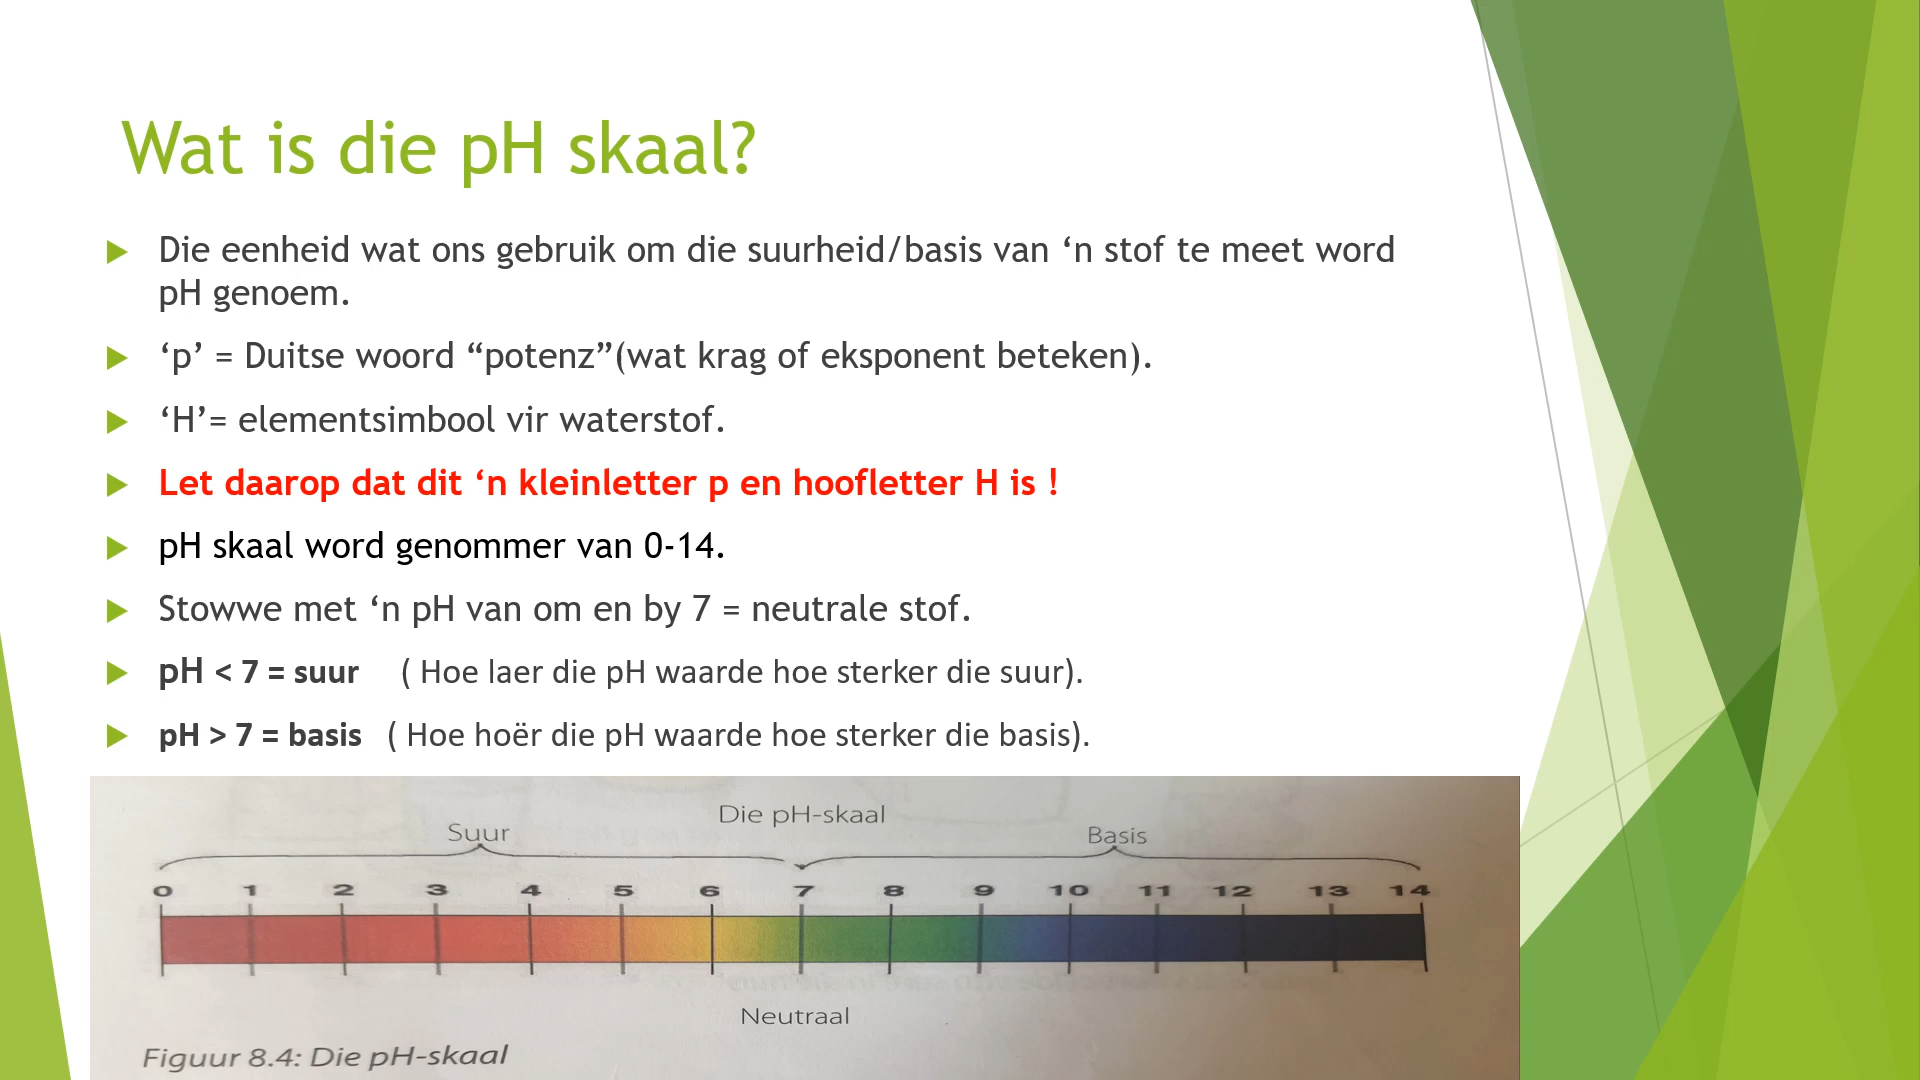 Wat is die pH skaal?
Die eenheid wat ons gebruik om die suurheid/basis van ‘n stof te meet word
pH genoem.
‘p’ = Duitse woord “potenz”(wat krag of eksponent beteken).
‘H’= elementsimbool vir waterstof.
Let daarop dat dit ‘n kleinletter p en hoofletter H is !
pH skaal word genommer van 0-14.
Stowwe met ‘n pH van om en by 7 = neutrale stof.
pH < 7 = suur ( Hoe laer die pH waarde hoe sterker die suur).
pH > 7 = basis ( Hoe hoër die pH waarde hoe sterker die basis).
Die pH-skaal
Suur Basis
0 1 2 3 4 5 6 7 8 9 10 11 12 13 14
Neutraal
Figuur 8.4: Die pH-skaal